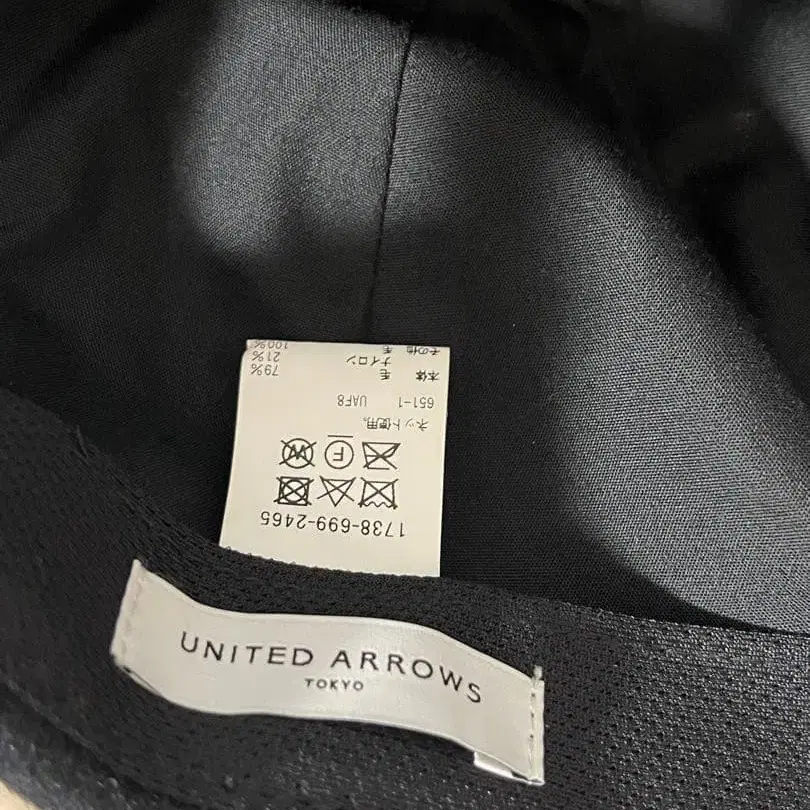 1738-699-2465
F W
ネット使用。
651-1 UAF8
本体 毛 79%
ナイロン 21%
その他 毛 100%
UNITED ARROWS
TOKYO